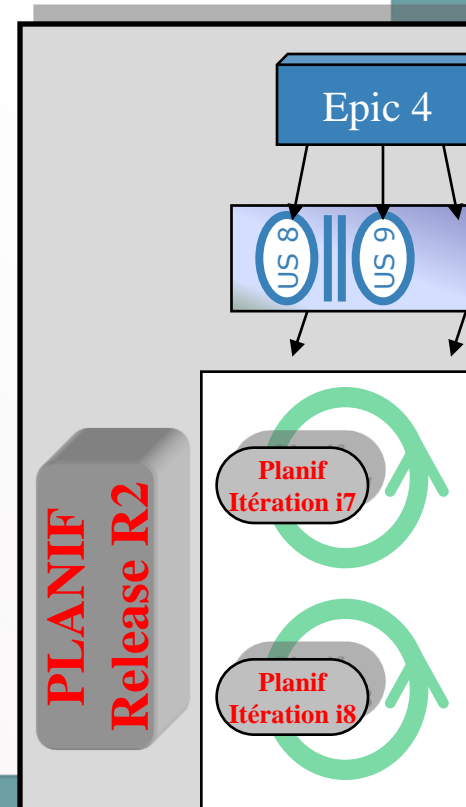 Epic 4
US 8
US 9
PLANIF
Release R2
Planif
Itération i7
Planif
Itération i8